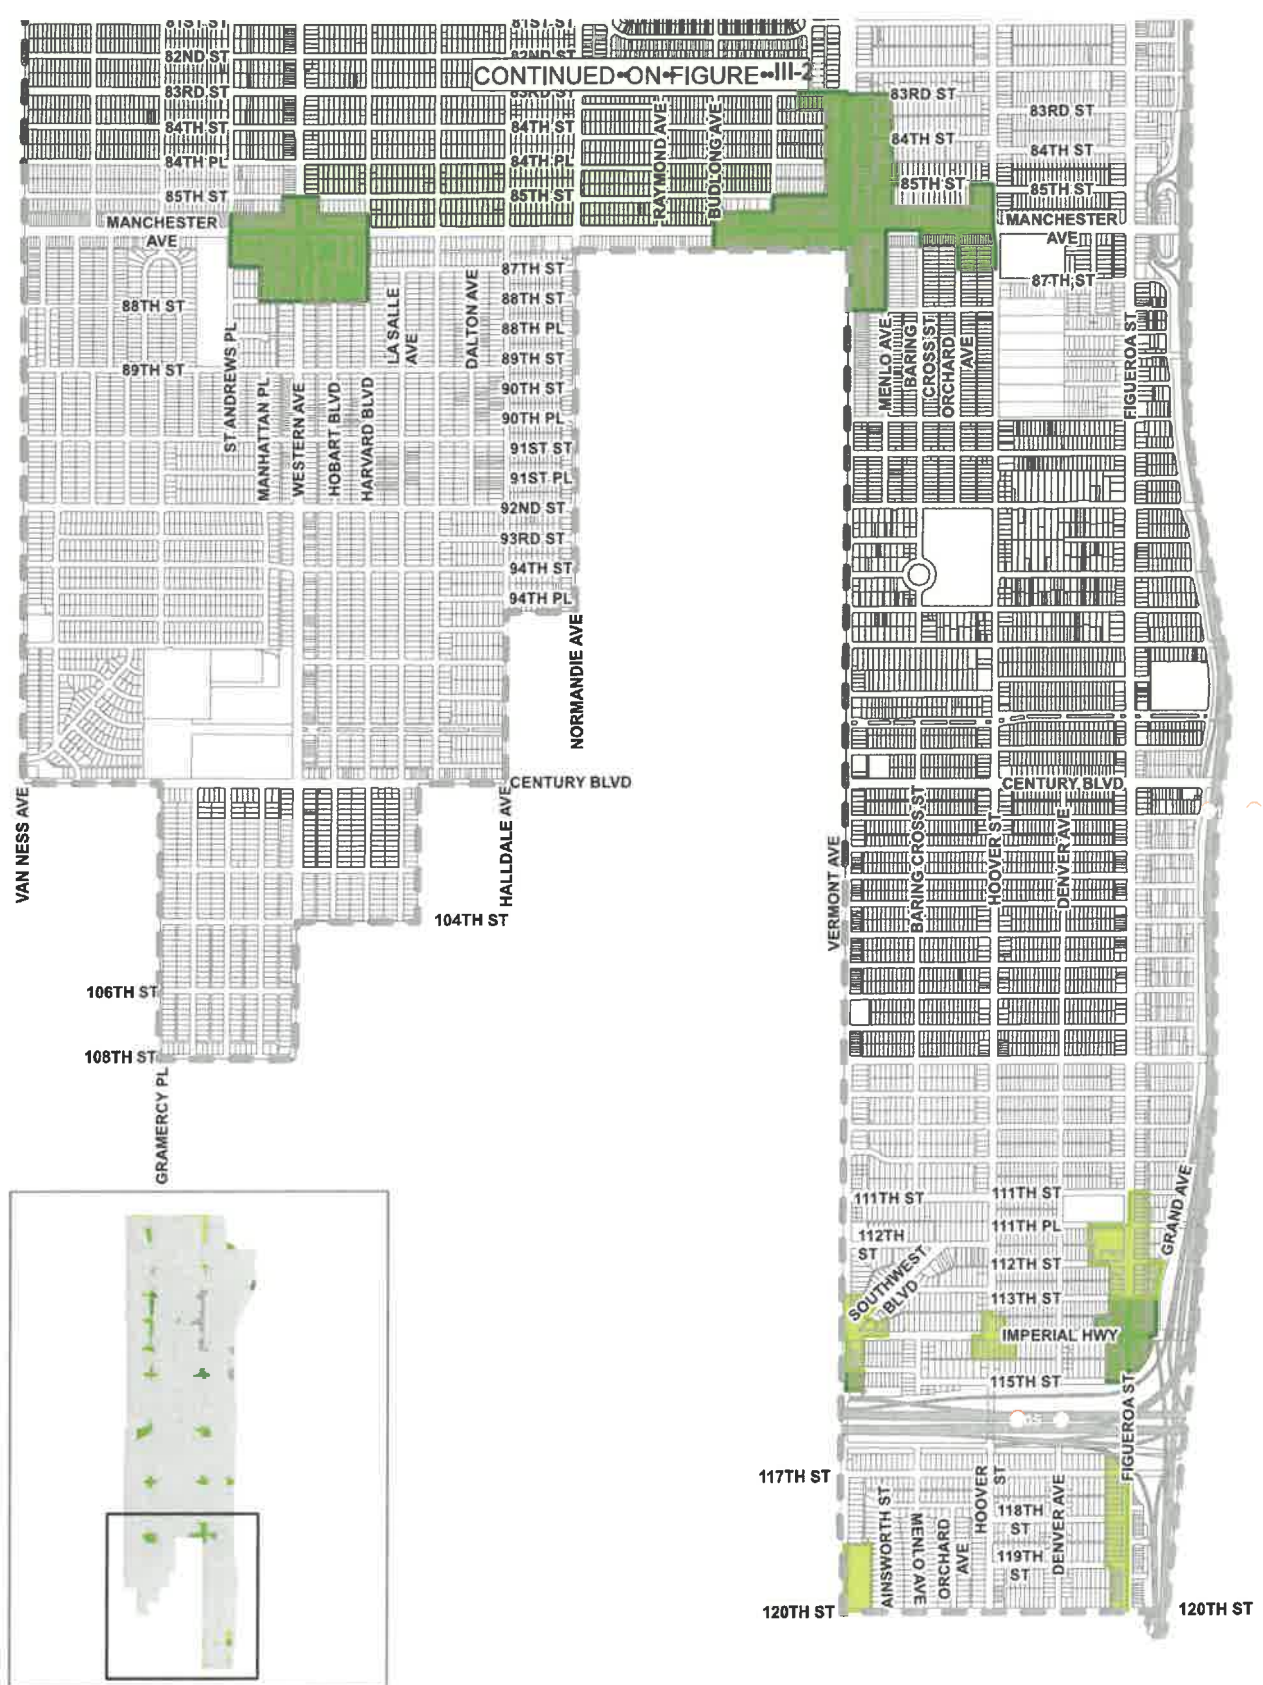 81ST ST
81ST ST
82ND ST
82ND ST
CONTINUED•ON•FIGURE••III-2
83RD ST
83RD ST
83RD ST
83RD ST
84TH ST
84TH ST
84TH ST
84TH ST
84TH PL
84TH PL
85TH ST
85TH ST
85TH ST
85TH ST
RAYMOND AVE
BUDLONG AVE
MANCHESTER
AVE
MANCHESTER
AVE
87TH ST
87TH ST
88TH ST
88TH ST
88TH PL
89TH ST
89TH ST
90TH ST
90TH PL
91ST ST
91ST PL
92ND ST
93RD ST
94TH ST
94TH PL
ST ANDREWS PL
MANHATTAN PL
WESTERN AVE
HOBART BLVD
HARVARD BLVD
LA SALLE
AVE
DALTON AVE
MENLO AVE
BARING
CROSS ST
ORCHARD
AVE
FIGUEROA ST
NORMANDIE AVE
CENTURY BLVD
CENTURY BLVD
VAN NESS AVE
HALLDALE AVE
VERMONT AVE
BARING CROSS ST
HOOVER ST
DENVER AVE
104TH ST
106TH ST
108TH ST
GRAMERCY PL
111TH ST
111TH ST
111TH PL
112TH
ST
112TH ST
SOUTHWEST
BLVD
113TH ST
GRAND AVE
IMPERIAL HWY
115TH ST
FIGUEROA ST
117TH ST
AINSWORTH ST
MENLO AVE
ORCHARD
AVE
HOOVER
ST
118TH
ST
119TH
ST
DENVER AVE
120TH ST
120TH ST